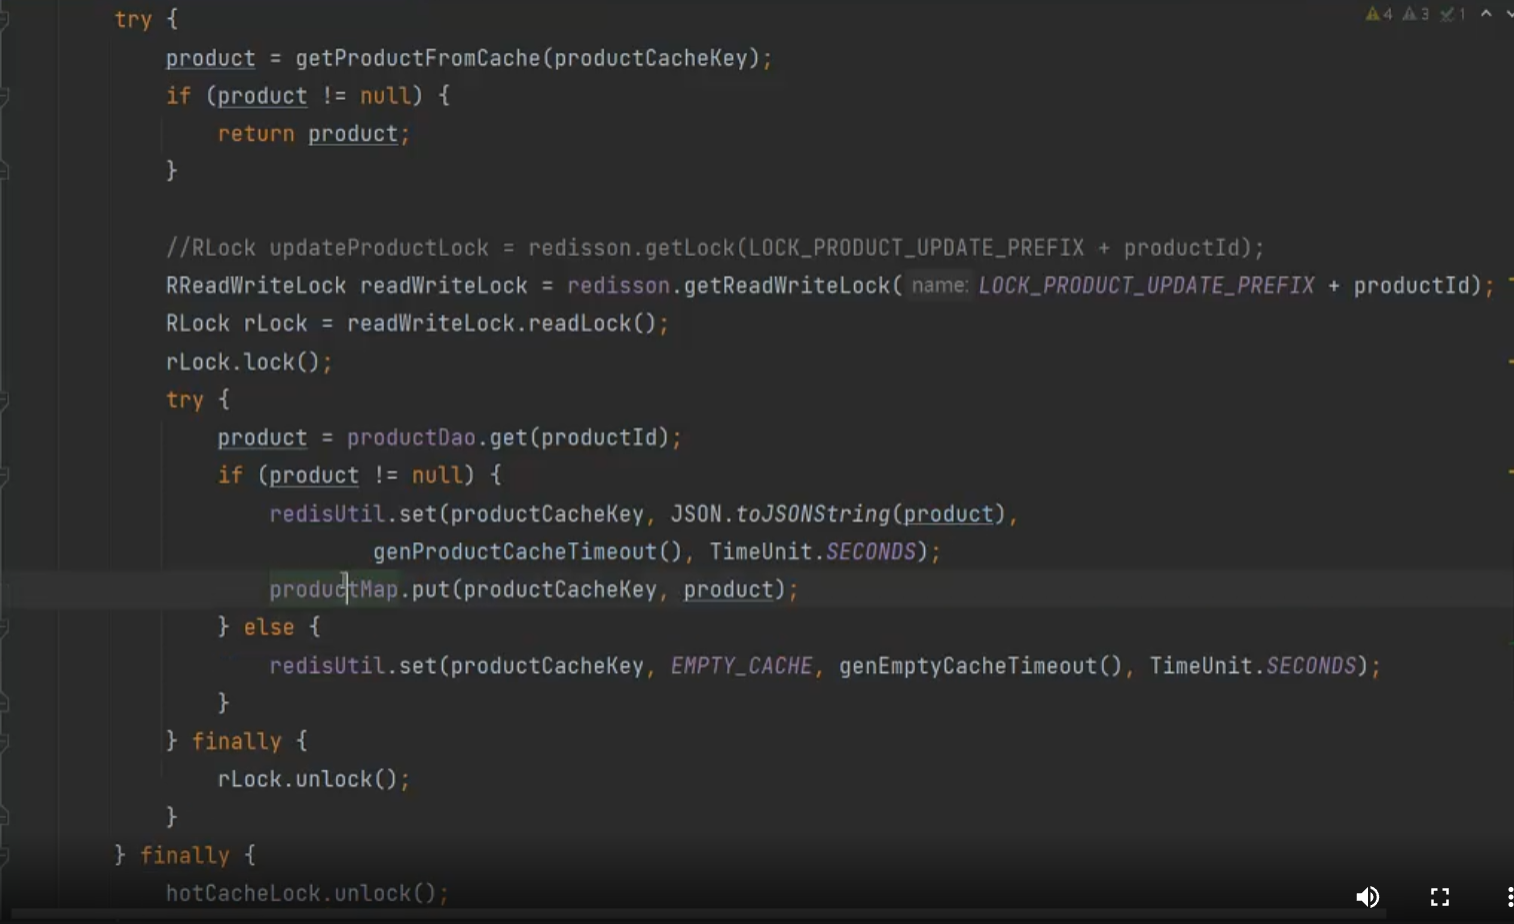 try {
4 3 1
product = getProductFromCache(productCacheKey);
if (product != null) {
return product;
}
//RLock updateProductLock = redisson.getLock(LOCK_PRODUCT_UPDATE_PREFIX + productId);
RReadWriteLock readWriteLock = redisson.getReadWriteLock( name: LOCK_PRODUCT_UPDATE_PREFIX + productId);
RLock rLock = readWriteLock.readLock();
rLock.lock();
try {
product = productDao.get(productId);
if (product != null) {
redisUtil.set(productCacheKey, JSON.toJSONString(product),
genProductCacheTimeout(), TimeUnit.SECONDS);
productMap.put(productCacheKey, product);
} else {
redisUtil.set(productCacheKey, EMPTY_CACHE, genEmptyCacheTimeout(), TimeUnit.SECONDS);
}
} finally {
rLock.unlock();
}
} finally {
hotCacheLock.unlock();